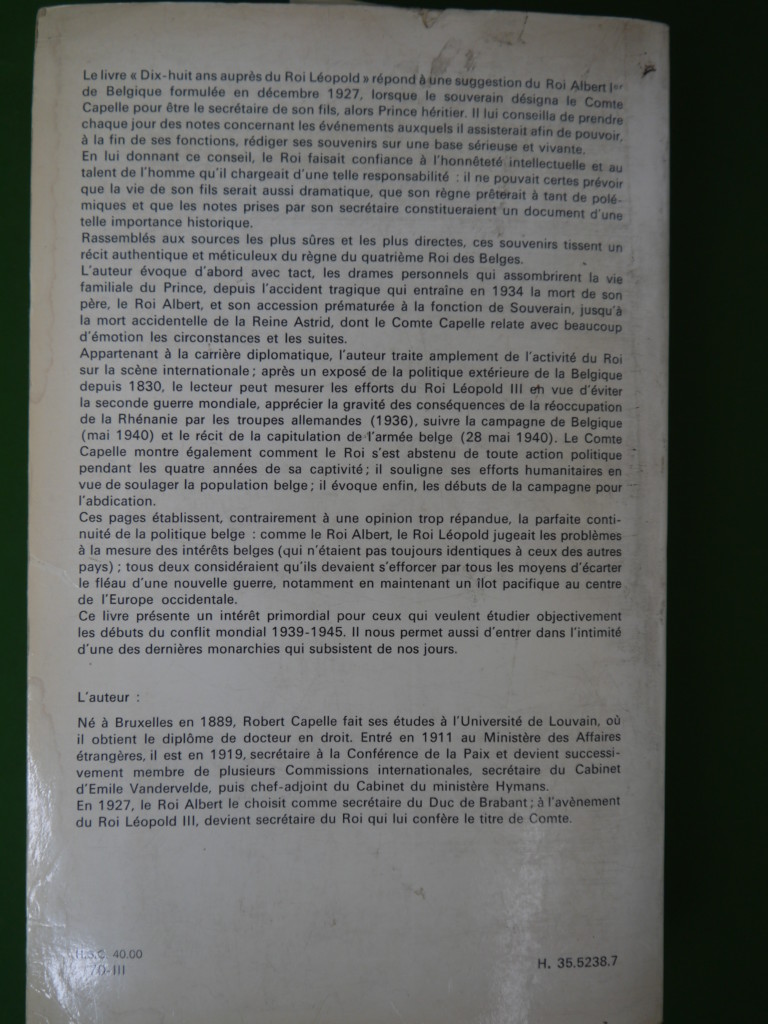 Le livre « Dix-huit ans auprès du Roi Léopold » répond à une suggestion du Roi Albert Ier
de Belgique formulée en décembre 1927, lorsque le souverain désigna le Comte
Capelle pour être le secrétaire de son fils, alors Prince héritier. Il lui conseilla de prendre
chaque jour des notes concernant les événements auxquels il assisterait afin de pouvoir,
à la fin de ses fonctions, rédiger ses souvenirs sur une base sérieuse et vivante.
En lui donnant ce conseil, le Roi faisait confiance à l'honnêteté intellectuelle et au
talent de l'homme qu'il chargeait d'une telle responsabilité : il ne pouvait certes prévoir
que la vie de son fils serait aussi dramatique, que son règne prêterait à tant de polé-
miques et que les notes prises par son secrétaire constitueraient un document d'une
telle importance historique.
Rassemblés aux sources les plus sûres et les plus directes, ces souvenirs tissent un
récit authentique et méticuleux du règne du quatrième Roi des Belges.
L'auteur évoque d'abord avec tact, les drames personnels qui assombrirent la vie
familiale du Prince, depuis l'accident tragique qui entraîne en 1934 la mort de son
père, le Roi Albert, et son accession prématurée à la fonction de Souverain, jusqu'à
la mort accidentelle de la Reine Astrid, dont le Comte Capelle relate avec beaucoup
d'émotion les circonstances et les suites.
Appartenant à la carrière diplomatique, l'auteur traite amplement de l'activité du Roi
sur la scène internationale ; après un exposé de la politique extérieure de la Belgique
depuis 1830, le lecteur peut mesurer les efforts du Roi Léopold III en vue d'éviter
la seconde guerre mondiale, apprécier la gravité des conséquences de la réoccupation
de la Rhénanie par les troupes allemandes (1936), suivre la campagne de Belgique
(mai 1940) et le récit de la capitulation de l'armée belge (28 mai 1940). Le Comte
Capelle montre également comment le Roi s'est abstenu de toute action politique
pendant les quatre années de sa captivité ; il souligne ses efforts humanitaires en
vue de soulager la population belge ; il évoque enfin, les débuts de la campagne pour
l'abdication.
Ces pages établissent, contrairement à une opinion trop répandue, la parfaite conti-
nuité de la politique belge : comme le Roi Albert, le Roi Léopold jugeait les problèmes
à la mesure des intérêts belges (qui n'étaient pas toujours identiques à ceux des autres
pays) ; tous deux considéraient qu'ils devaient s'efforcer par tous les moyens d'écarter
le fléau d'une nouvelle guerre, notamment en maintenant un îlot pacifique au centre
de l'Europe occidentale.
Ce livre présente un intérêt primordial pour ceux qui veulent étudier objectivement
les débuts du conflit mondial 1939-1945. Il nous permet aussi d'entrer dans l'intimité
d'une des dernières monarchies qui subsistent de nos jours.
L'auteur :
Né à Bruxelles en 1889, Robert Capelle fait ses études à l'Université de Louvain, où
il obtient le diplôme de docteur en droit. Entré en 1911 au Ministère des Affaires
étrangères, il est en 1919, secrétaire à la Conférence de la Paix et devient successi-
vement membre de plusieurs Commissions internationales, secrétaire du Cabinet
d'Emile Vandervelde, puis chef-adjoint du Cabinet du ministère Hymans.
En 1927, le Roi Albert le choisit comme secrétaire du Duc de Brabant ; à l'avènement
du Roi Léopold III, devient secrétaire du Roi qui lui confère le titre de Comte.
40.00
70-III
H. 35.5238.7